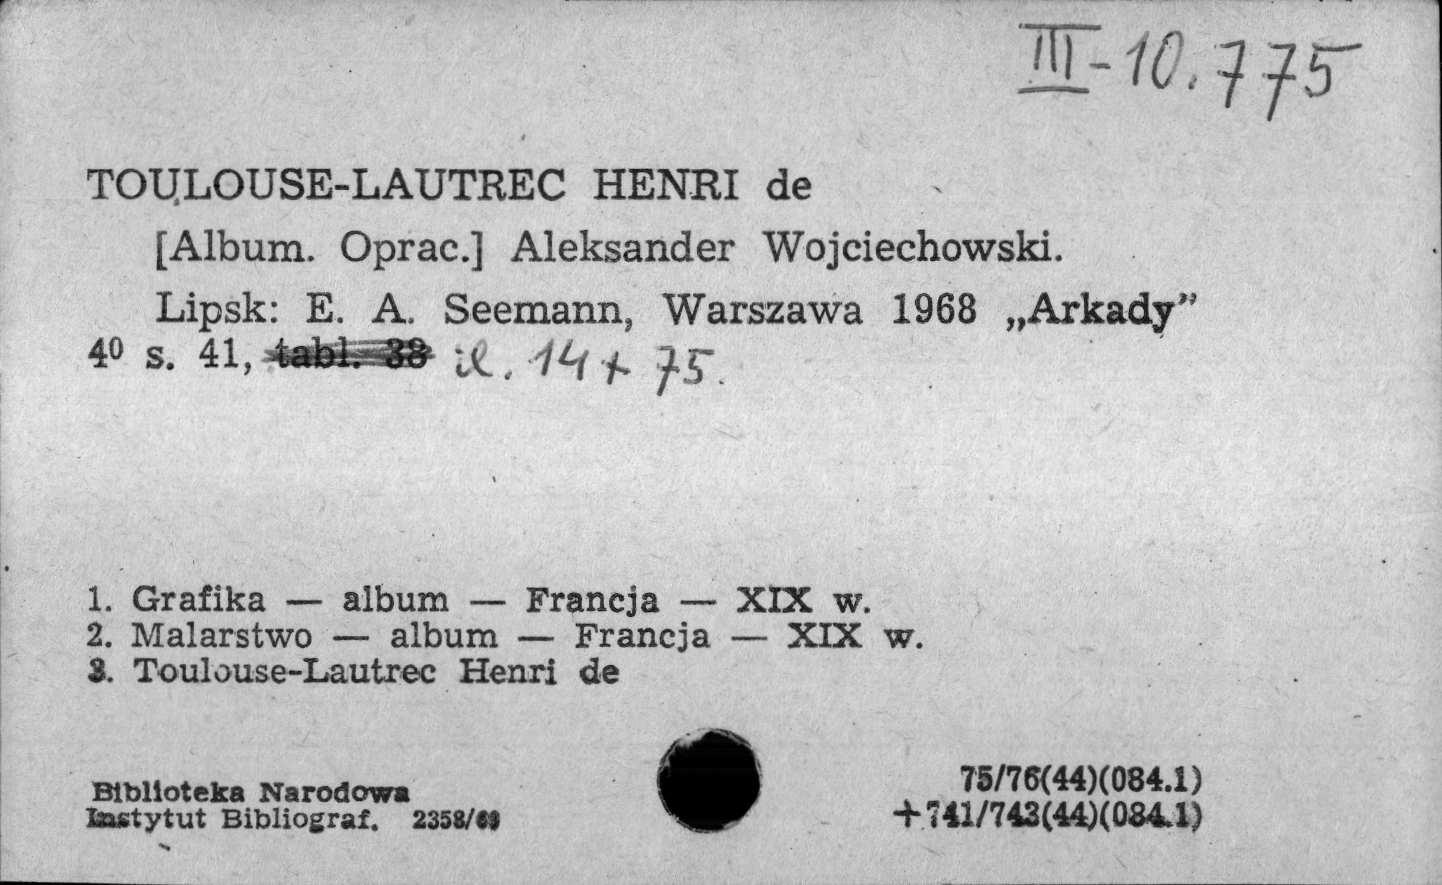 III-10.775
TOULOUSE-LAUTREC HENRI de
[Album. Oprac.] Aleksander Wojciechowski.
Lipsk: E. A. Seemann, Warszawa 1968 „Arkady”
4⁰ s. 41, tabl. 38 il. 14 + 75.
1. Grafika — album — Francja — XIX w.
2. Malarstwo — album — Francja — XIX w.
3. Toulouse-Lautrec Henri de
Biblioteka Narodowa
Instytut Bibliograf. 2358/69
75/76(44)(084.1)
+741/743(44)(084.1)